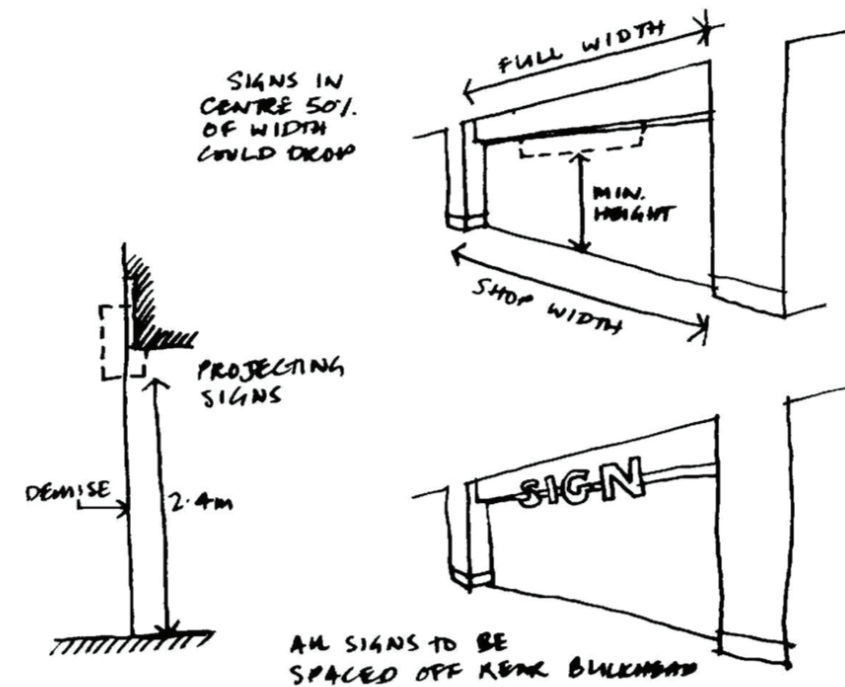 SIGNS IN
CENTRE 50%
OF WIDTH
COULD DROP
FULL WIDTH
MIN.
HEIGHT
SHOP WIDTH
PROJECTING
SIGNS
DEMISE
2.4m
SIGN
ALL SIGNS TO BE
SPACED OFF REAR BULKHEAD